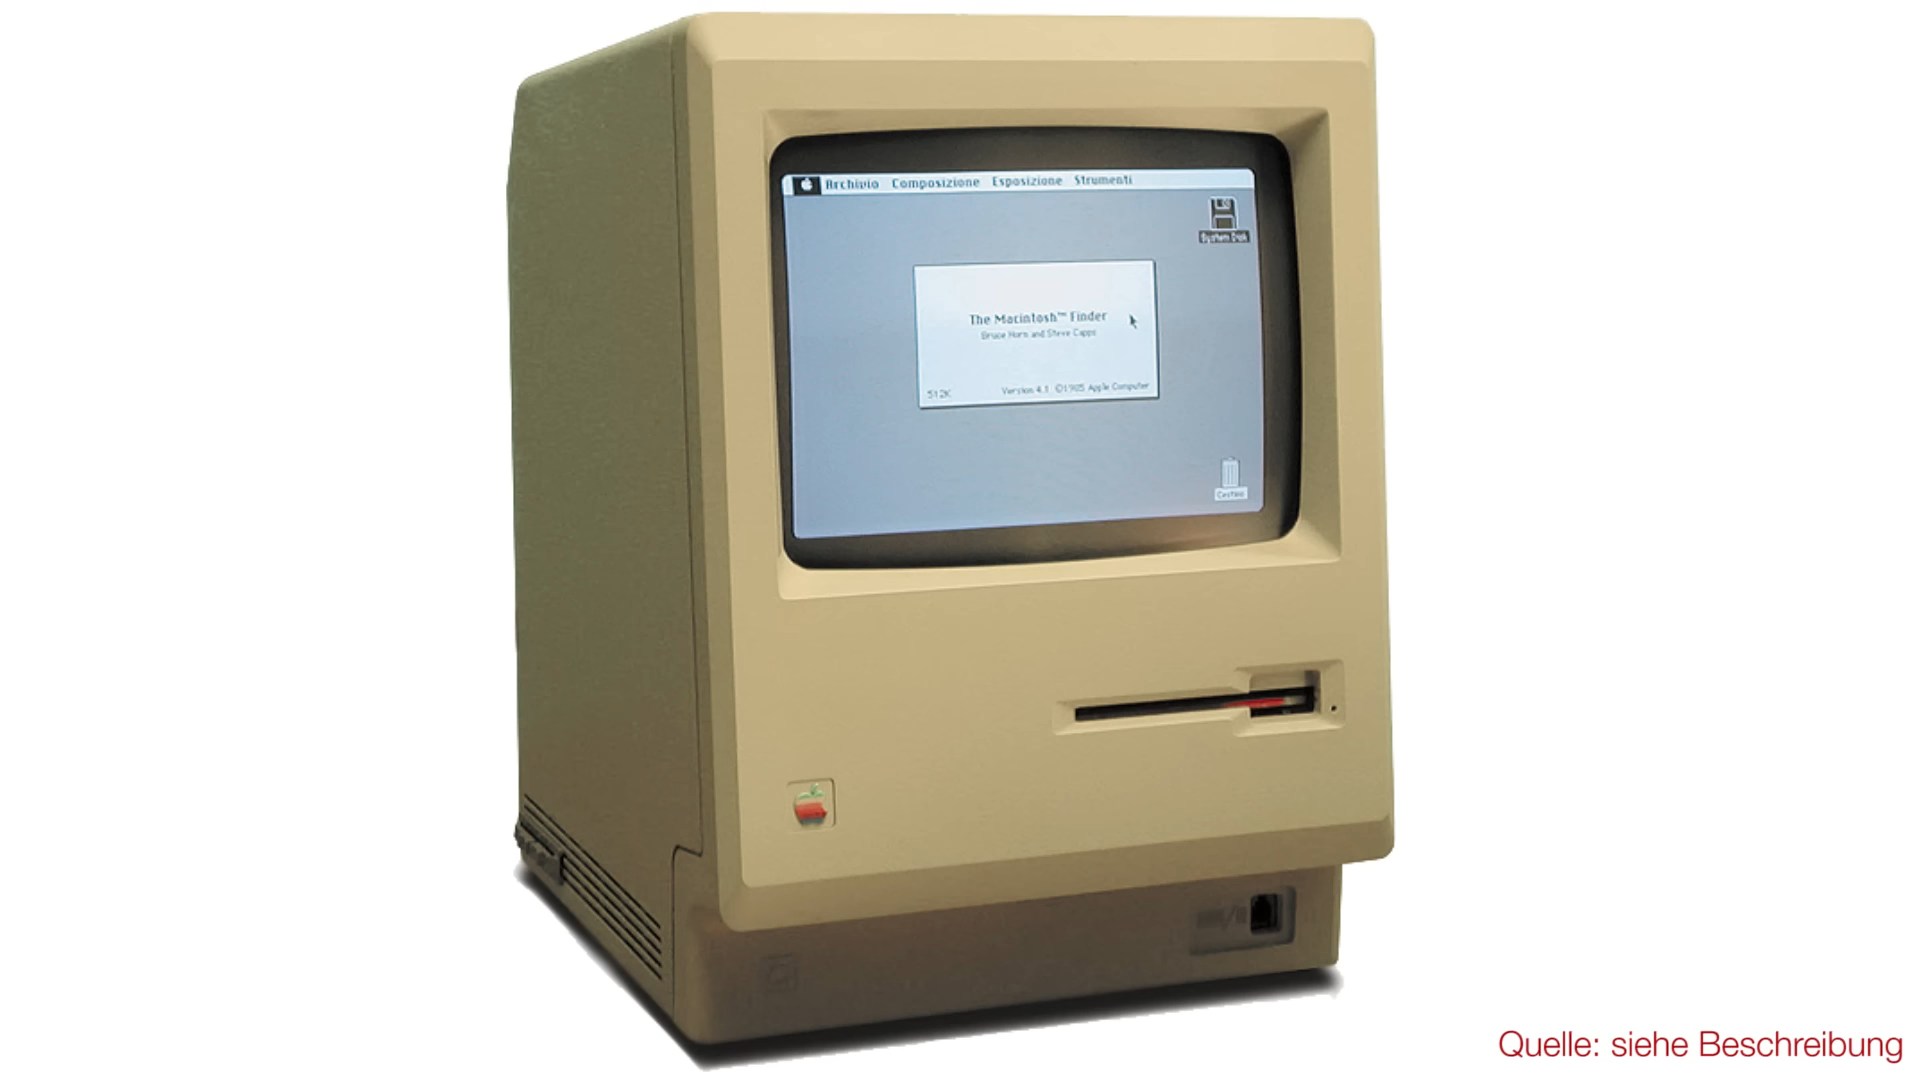 Archivio Composizione Esposizione Strumenti
System Disk
The Macintosh™ Finder
Bruce Horn and Steve Capps
512K Version 4.1 ©1985 Apple Computer
Cestino
Quelle: siehe Beschreibung